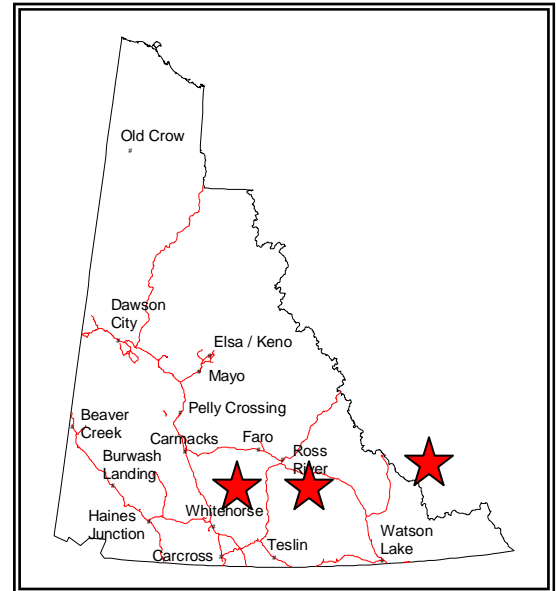 Old Crow
Dawson
City
Elsa / Keno
Mayo
Pelly Crossing
Beaver
Creek
Carmacks
Faro
Ross
River
Burwash
Landing
Whitehorse
Haines
Junction
Watson
Lake
Teslin
Carcross